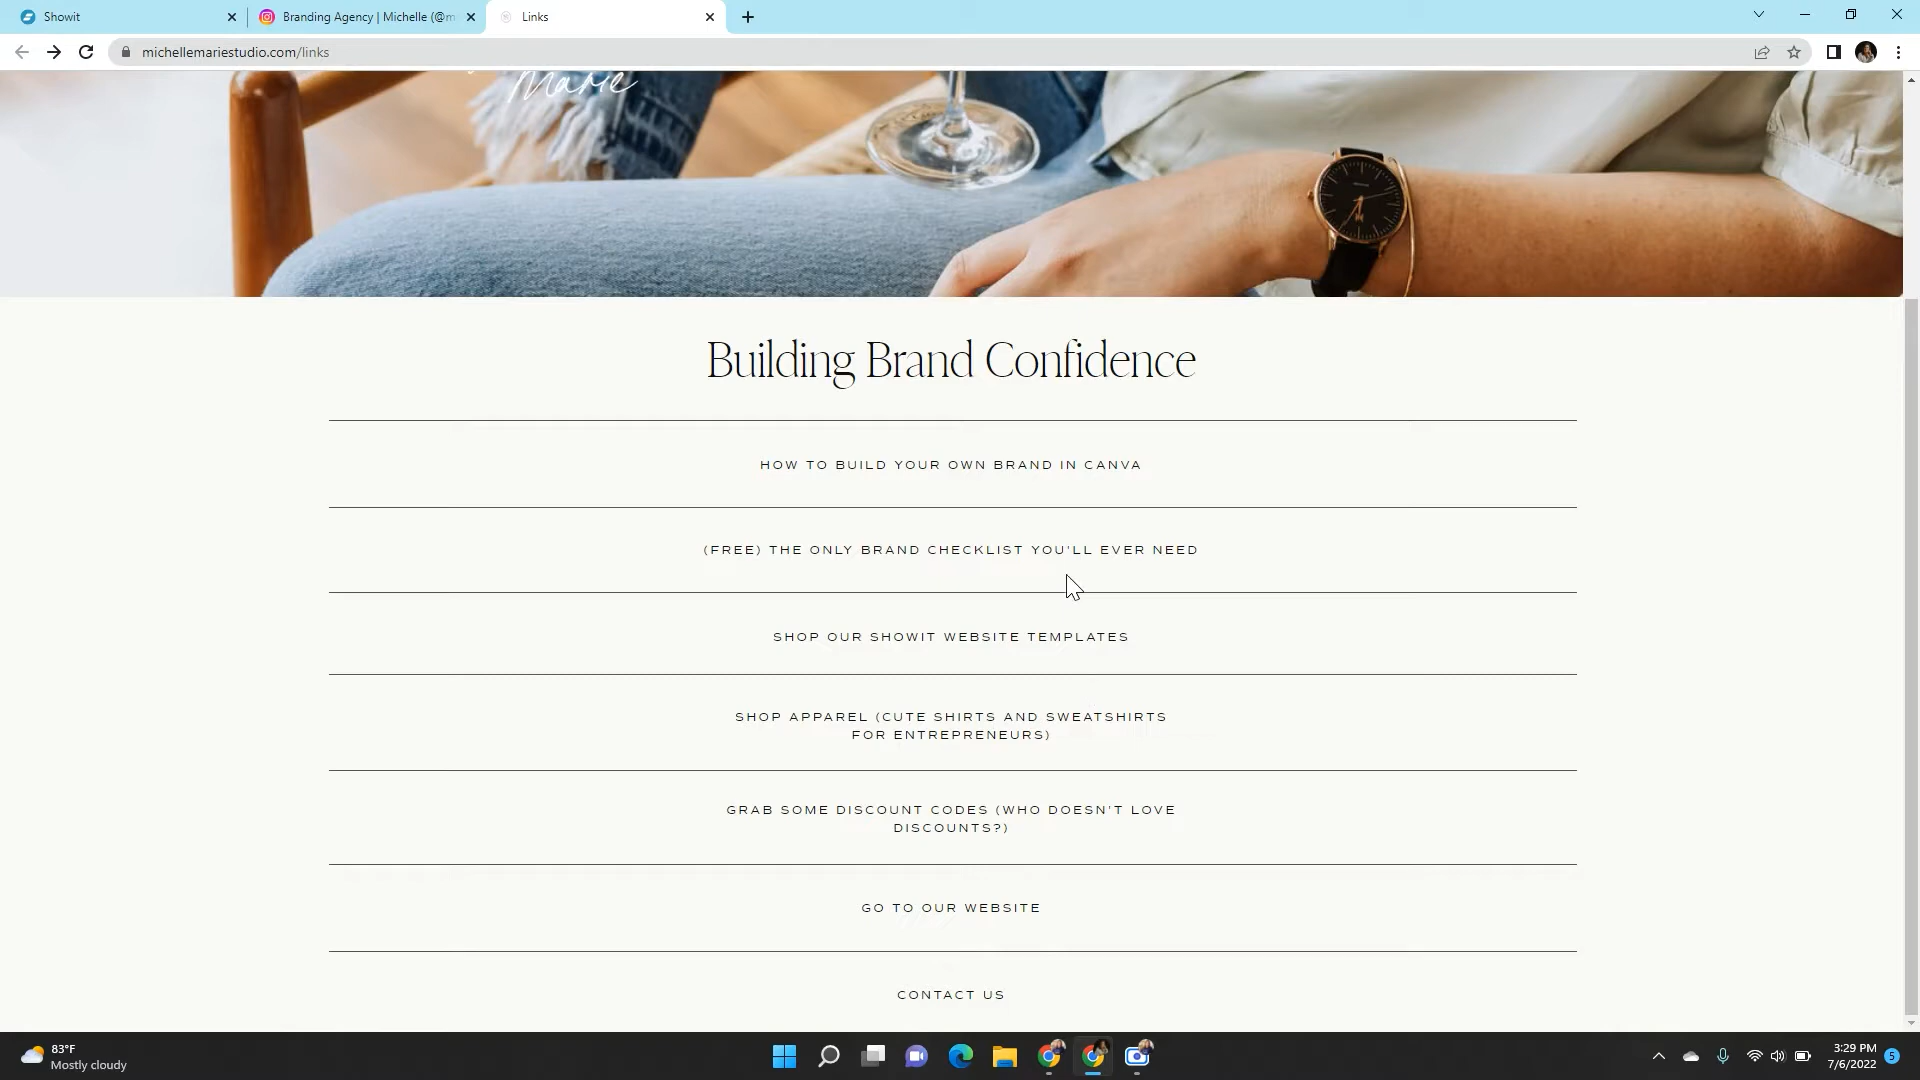 Showit
Branding Agency | Michelle (@m
Links
michellemariestudio.com/links
Marie
Building Brand Confidence
HOW TO BUILD YOUR OWN BRAND IN CANVA
(FREE) THE ONLY BRAND CHECKLIST YOU'LL EVER NEED
SHOP OUR SHOWIT WEBSITE TEMPLATES
SHOP APPAREL (CUTE SHIRTS AND SWEATSHIRTS
FOR ENTREPRENEURS)
GRAB SOME DISCOUNT CODES (WHO DOESN'T LOVE
DISCOUNTS?)
GO TO OUR WEBSITE
CONTACT US
83°F
Mostly cloudy
3:29 PM
7/6/2022
5